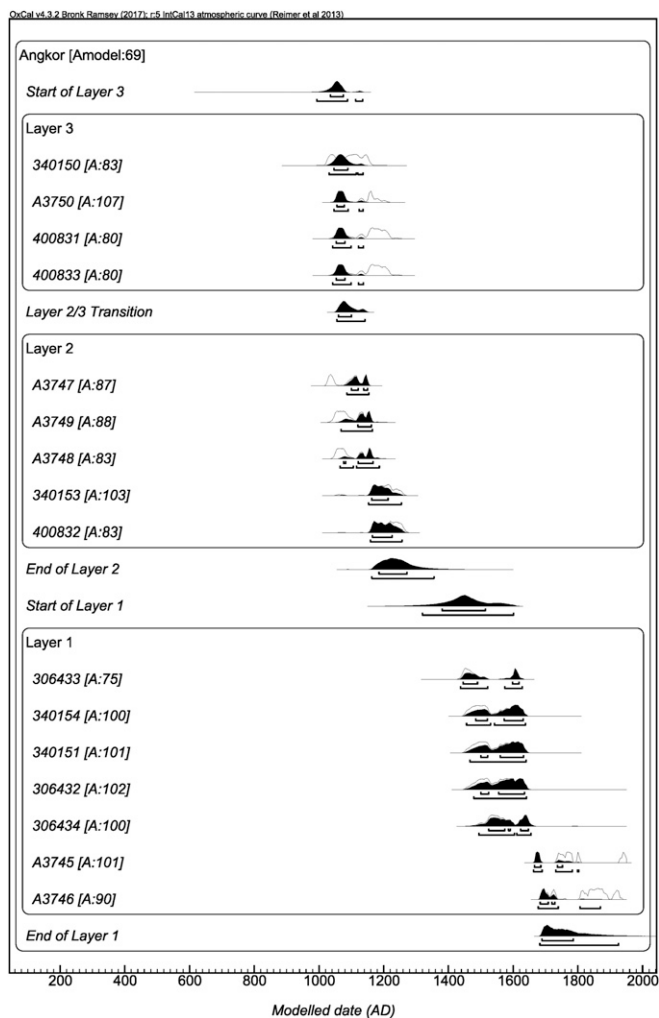 OxCal v4.3.2 Bronk Ramsey (2017); r:5 IntCal13 atmospheric curve (Reimer et al 2013)
Angkor [Amodel:69]
Start of Layer 3
Layer 3
340150 [A:83]
A3750 [A:107]
400831 [A:80]
400833 [A:80]
Layer 2/3 Transition
Layer 2
A3747 [A:87]
A3749 [A:88]
A3748 [A:83]
340153 [A:103]
400832 [A:83]
End of Layer 2
Start of Layer 1
Layer 1
306433 [A:75]
340154 [A:100]
340151 [A:101]
306432 [A:102]
306434 [A:100]
A3745 [A:101]
A3746 [A:90]
End of Layer 1
200 400 600 800 1000 1200 1400 1600 1800 2000
Modelled date (AD)